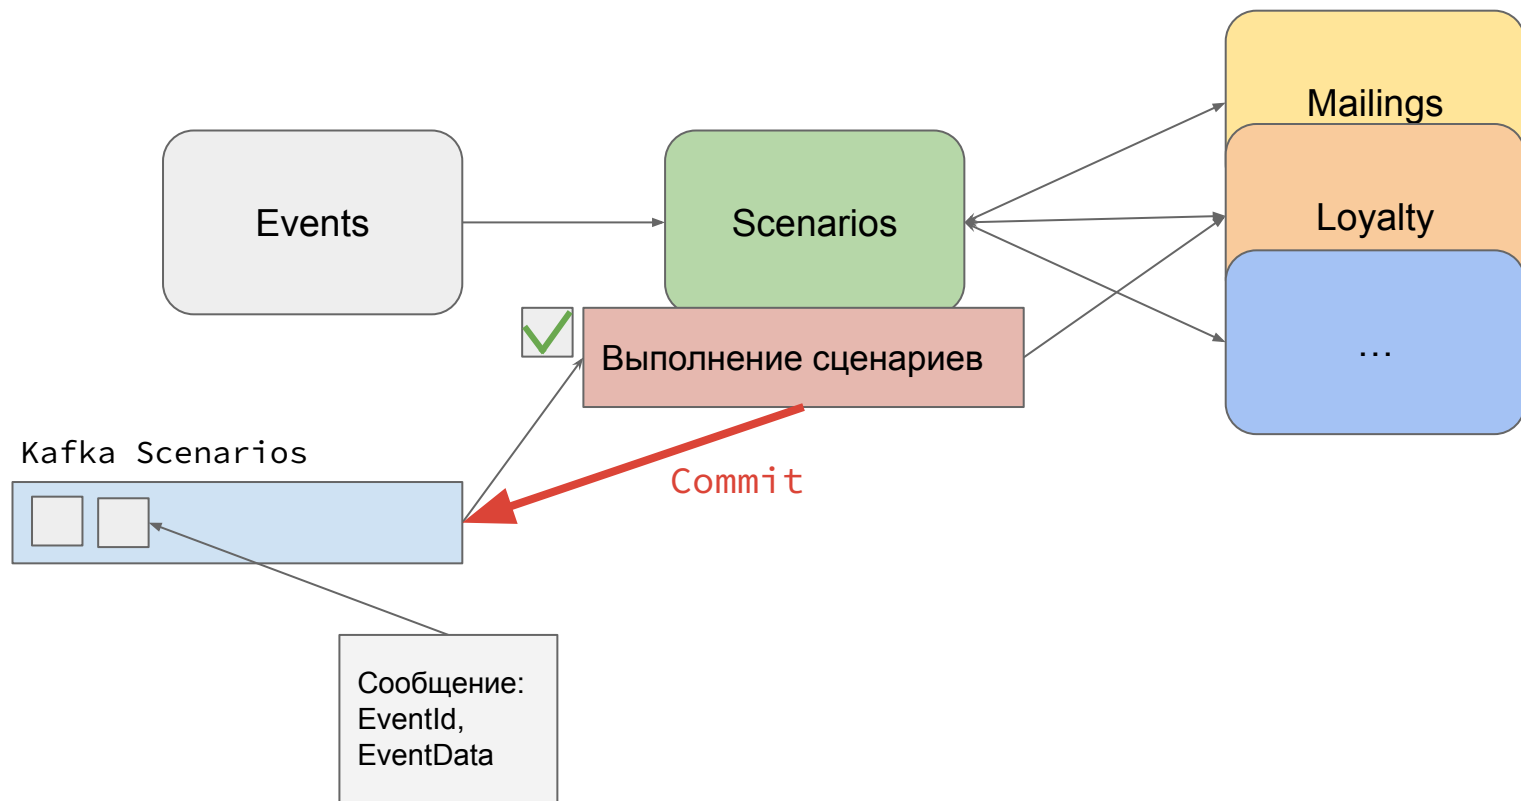 Mailings
Events
Scenarios
Loyalty
Выполнение сценариев
...
Kafka Scenarios
Commit
Сообщение:
EventId,
EventData